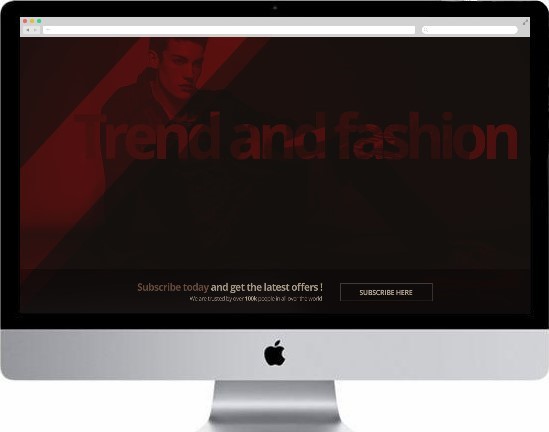 Trend and fashion
Subscribe today and get the latest offers !
We are trusted by over 100k people in all over the world
SUBSCRIBE HERE